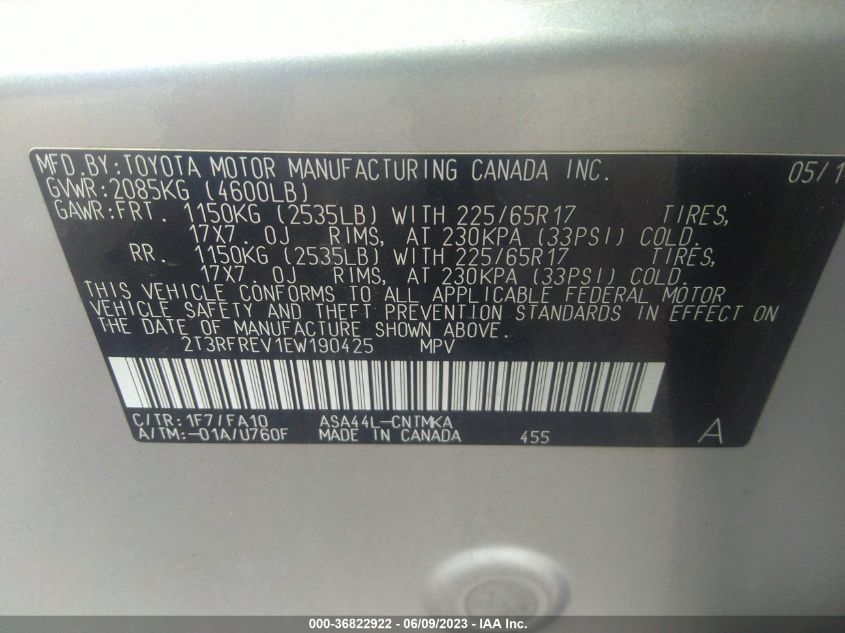 MFD.BY:TOYOTA MOTOR MANUFACTURING CANADA INC. 05/1
GVWR:2085KG (4600LB)
GAWR:FRT. 1150KG (2535LB) WITH 225/65R17 TIRES,
17X7.0J RIMS, AT 230KPA (33PSI) COLD.
RR. 1150KG (2535LB) WITH 225/65R17 TIRES,
17X7.0J RIMS, AT 230KPA (33PSI) COLD.
THIS VEHICLE CONFORMS TO ALL APPLICABLE FEDERAL MOTOR
VEHICLE SAFETY AND THEFT PREVENTION STANDARDS IN EFFECT ON
THE DATE OF MANUFACTURE SHOWN ABOVE.
2T3RFREV1EW190425 MPV
C/TR:1F7/FA10 ASA44L-CNTMKA
A/TM:-01A/U760F MADE IN CANADA 455 A
000-36822922 - 06/09/2023 - IAA Inc.